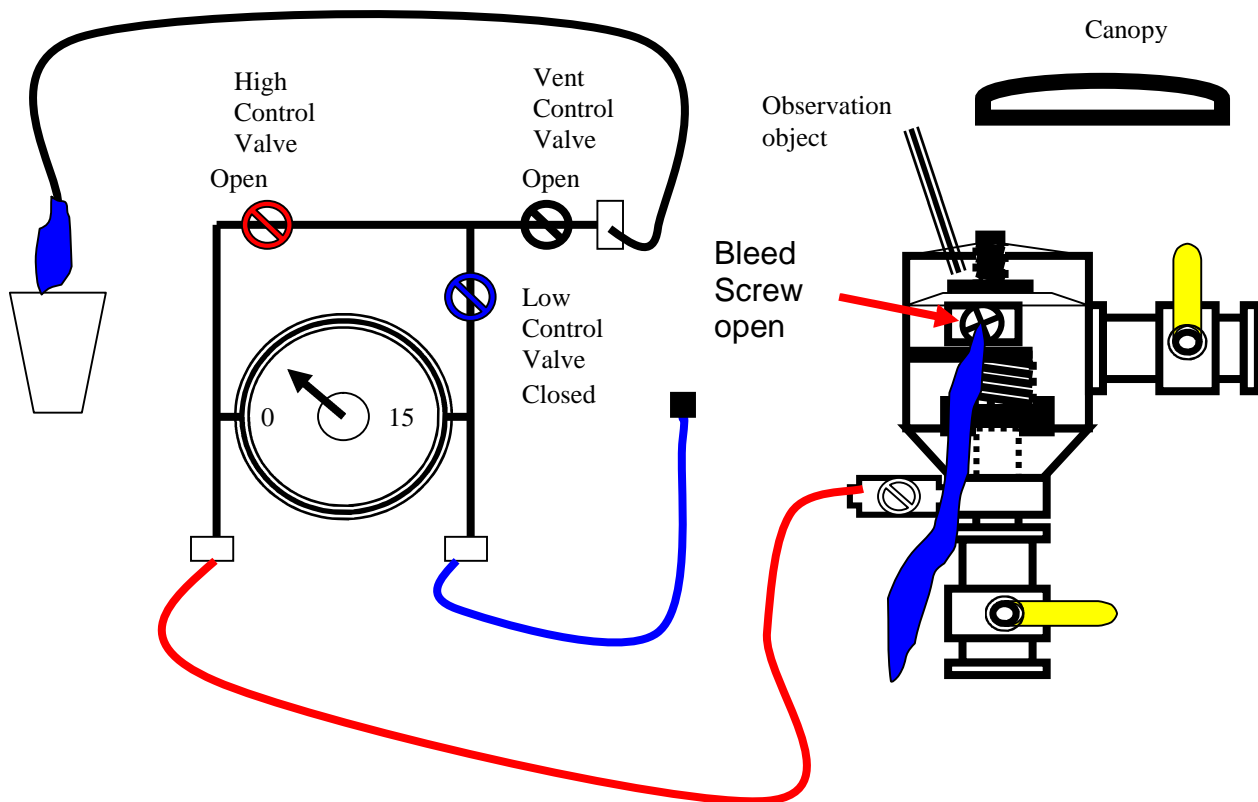 Canopy
High
Control
Valve
Open
Vent
Control
Valve
Open
Observation
object
Bleed
Screw
open
Low
Control
Valve
Closed
0
15